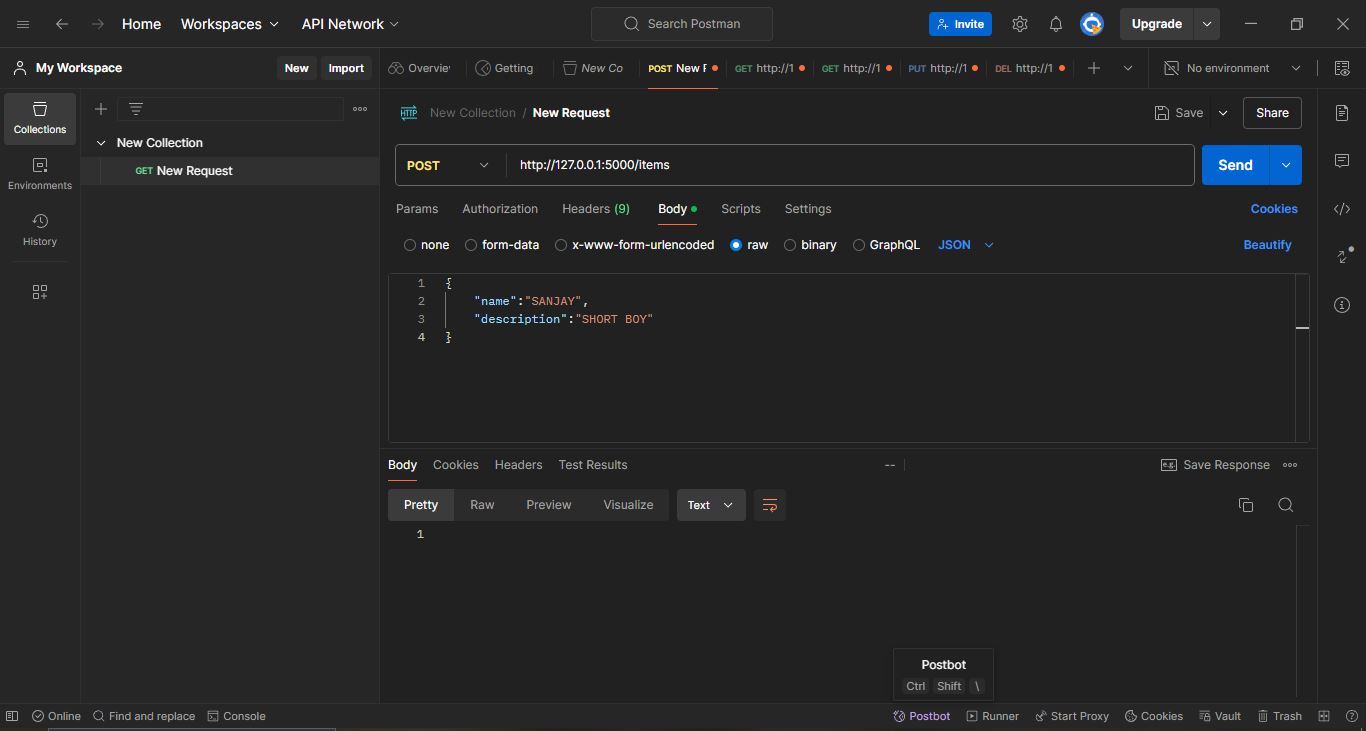 Home Workspaces API Network Search Postman Invite Upgrade
My Workspace New Import Overvie Getting New Co POST New F GET http://1 GET http://1 PUT http://1 DEL http://1 No environment
Collections
Environments
History
New Collection
GET New Request
HTTP New Collection / New Request Save Share
POST http://127.0.0.1:5000/items Send
Params Authorization Headers (9) Body Scripts Settings Cookies
none form-data x-www-form-urlencoded raw binary GraphQL JSON Beautify
1 {
2 "name":"SANJAY",
3 "description":"SHORT BOY"
4 }
Body Cookies Headers Test Results -- e.g. Save Response
Pretty Raw Preview Visualize Text
1
Postbot
Ctrl Shift \
Online Find and replace Console Postbot Runner Start Proxy Cookies Vault Trash